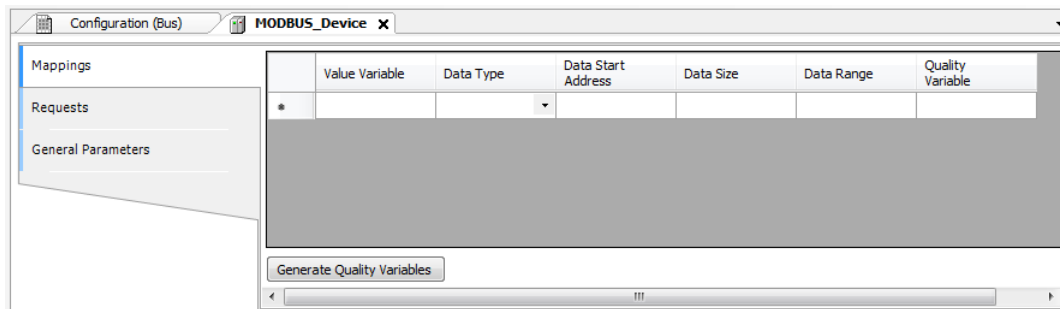 Configuration (Bus) MODBUS_Device X
Mappings
Requests
General Parameters
Value Variable Data Type Data Start Address Data Size Data Range Quality Variable
*
Generate Quality Variables